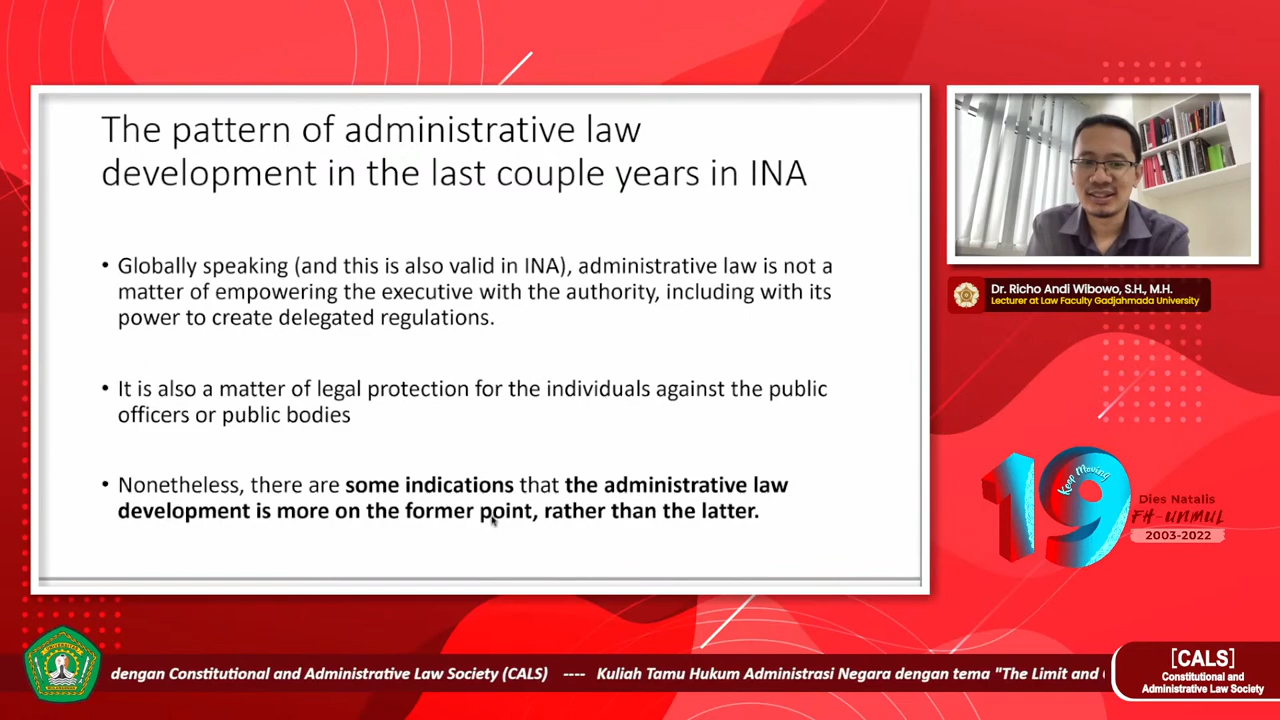 The pattern of administrative law
development in the last couple years in INA
• Globally speaking (and this is also valid in INA), administrative law is not a
matter of empowering the executive with the authority, including with its
power to create delegated regulations.
• It is also a matter of legal protection for the individuals against the public
officers or public bodies
• Nonetheless, there are some indications that the administrative law
development is more on the former point, rather than the latter.
Dr. Richo Andi Wibowo, S.H., M.H.
Lecturer at Law Faculty Gadjahmada University
19
Keep Moving
Dies Natalis
FH-UNMUL
2003-2022
dengan Constitutional and Administrative Law Society (CALS) ---- Kuliah Tamu Hukum Administrasi Negara dengan tema "The Limit and
[CALS]
Constitutional and
Administrative Law Society